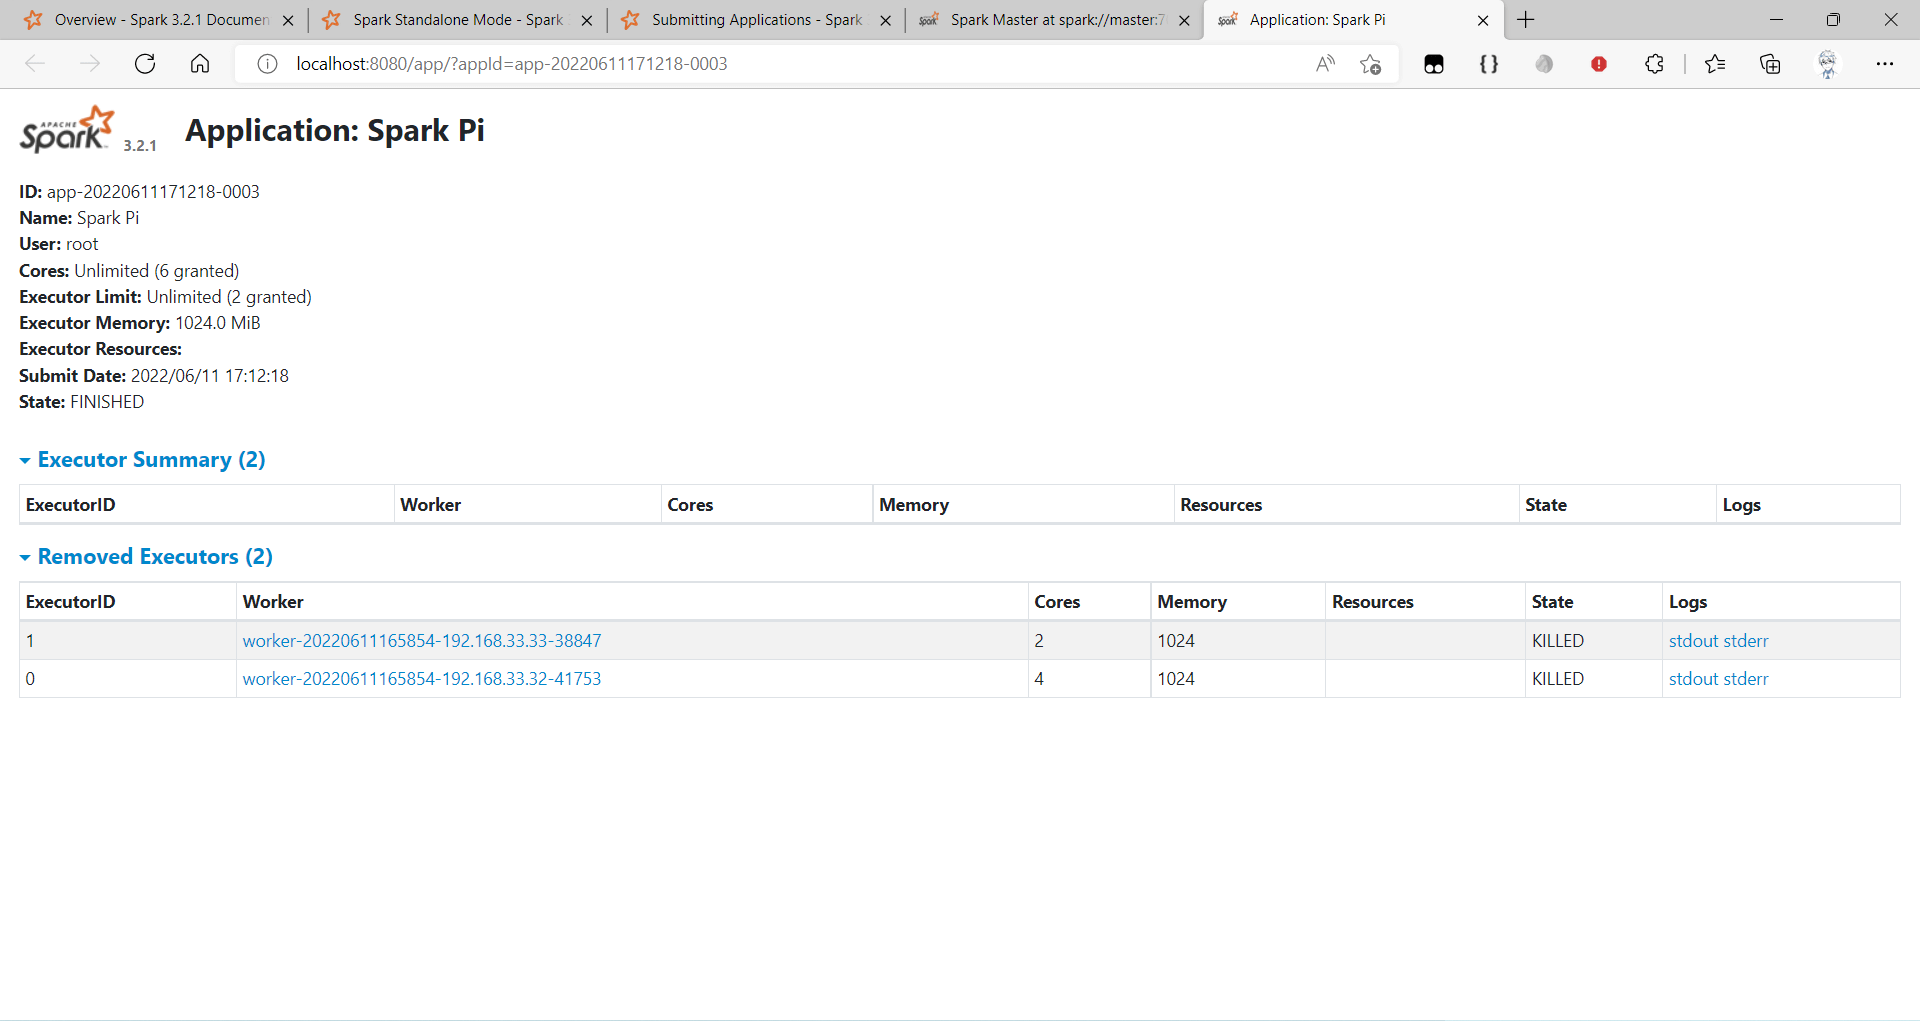 Overview - Spark 3.2.1 Documen
Spark Standalone Mode - Spark
Submitting Applications - Spark
Spark Master at spark://master:7
Application: Spark Pi
localhost:8080/app/?appId=app-20220611171218-0003
APACHE Spark 3.2.1 Application: Spark Pi
ID: app-20220611171218-0003
Name: Spark Pi
User: root
Cores: Unlimited (6 granted)
Executor Limit: Unlimited (2 granted)
Executor Memory: 1024.0 MiB
Executor Resources:
Submit Date: 2022/06/11 17:12:18
State: FINISHED
Executor Summary (2)
ExecutorID Worker Cores Memory Resources State Logs
Removed Executors (2)
ExecutorID Worker Cores Memory Resources State Logs
1 worker-20220611165854-192.168.33.33-38847 2 1024 KILLED stdout stderr
0 worker-20220611165854-192.168.33.32-41753 4 1024 KILLED stdout stderr